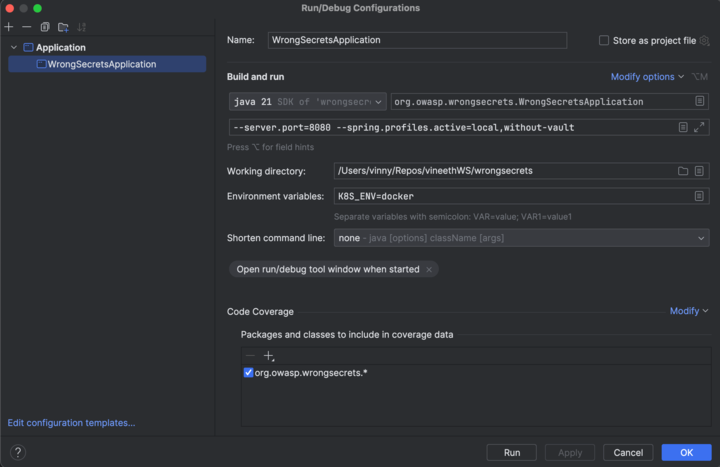 Run/Debug Configurations
Application
WrongSecretsApplication
Name:
WrongSecretsApplication
Store as project file
Build and run
Modify options
⌥M
java 21 SDK of 'wrongsecr
org.owasp.wrongsecrets.WrongSecretsApplication
--server.port=8080 --spring.profiles.active=local,without-vault
Press ⌥ for field hints
Working directory:
/Users/vinny/Repos/vineethWS/wrongsecrets
Environment variables:
K8S_ENV=docker
Separate variables with semicolon: VAR=value; VAR1=value1
Shorten command line:
none - java [options] className [args]
Open run/debug tool window when started
Code Coverage
Modify
Packages and classes to include in coverage data
org.owasp.wrongsecrets.*
Edit configuration templates...
?
Run
Apply
Cancel
OK